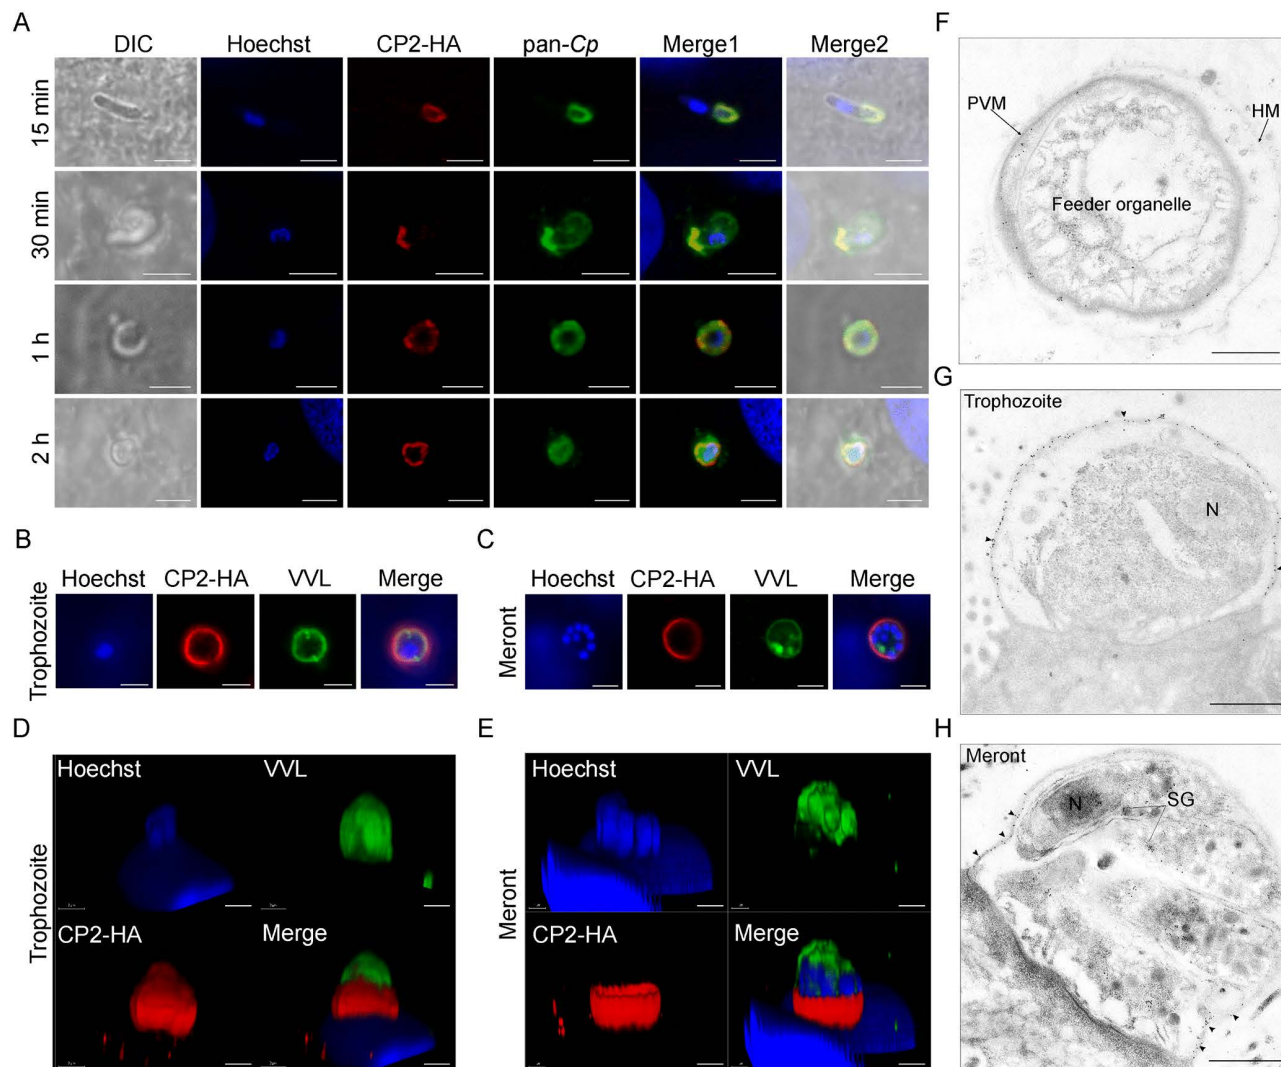 A
DIC
Hoechst
CP2-HA
pan-Cp
Merge1
Merge2
15 min
30 min
1 h
2 h
B
Hoechst
CP2-HA
VVL
Merge
Trophozoite
C
Hoechst
CP2-HA
VVL
Merge
Meront
D
Hoechst
VVL
CP2-HA
Merge
Trophozoite
E
Hoechst
VVL
CP2-HA
Merge
Meront
F
PVM
HM
Feeder organelle
G
Trophozoite
N
H
Meront
N
SG